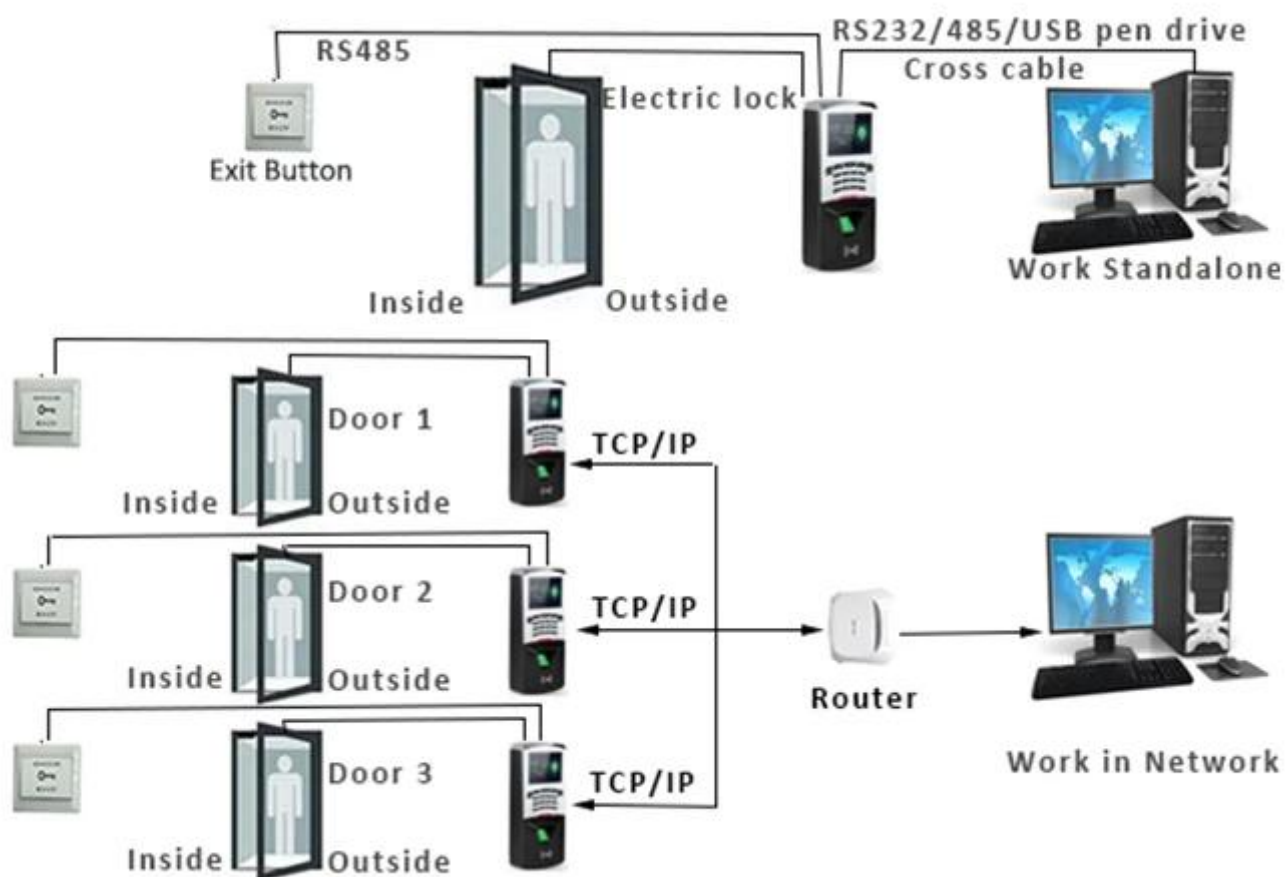 RS485
RS232/485/USB pen drive
Cross cable
Electric lock
Exit Button
Inside
Outside
Work Standalone
Door 1
TCP/IP
Inside
Outside
Door 2
TCP/IP
Inside
Outside
Router
Door 3
TCP/IP
Work in Network
Inside
Outside